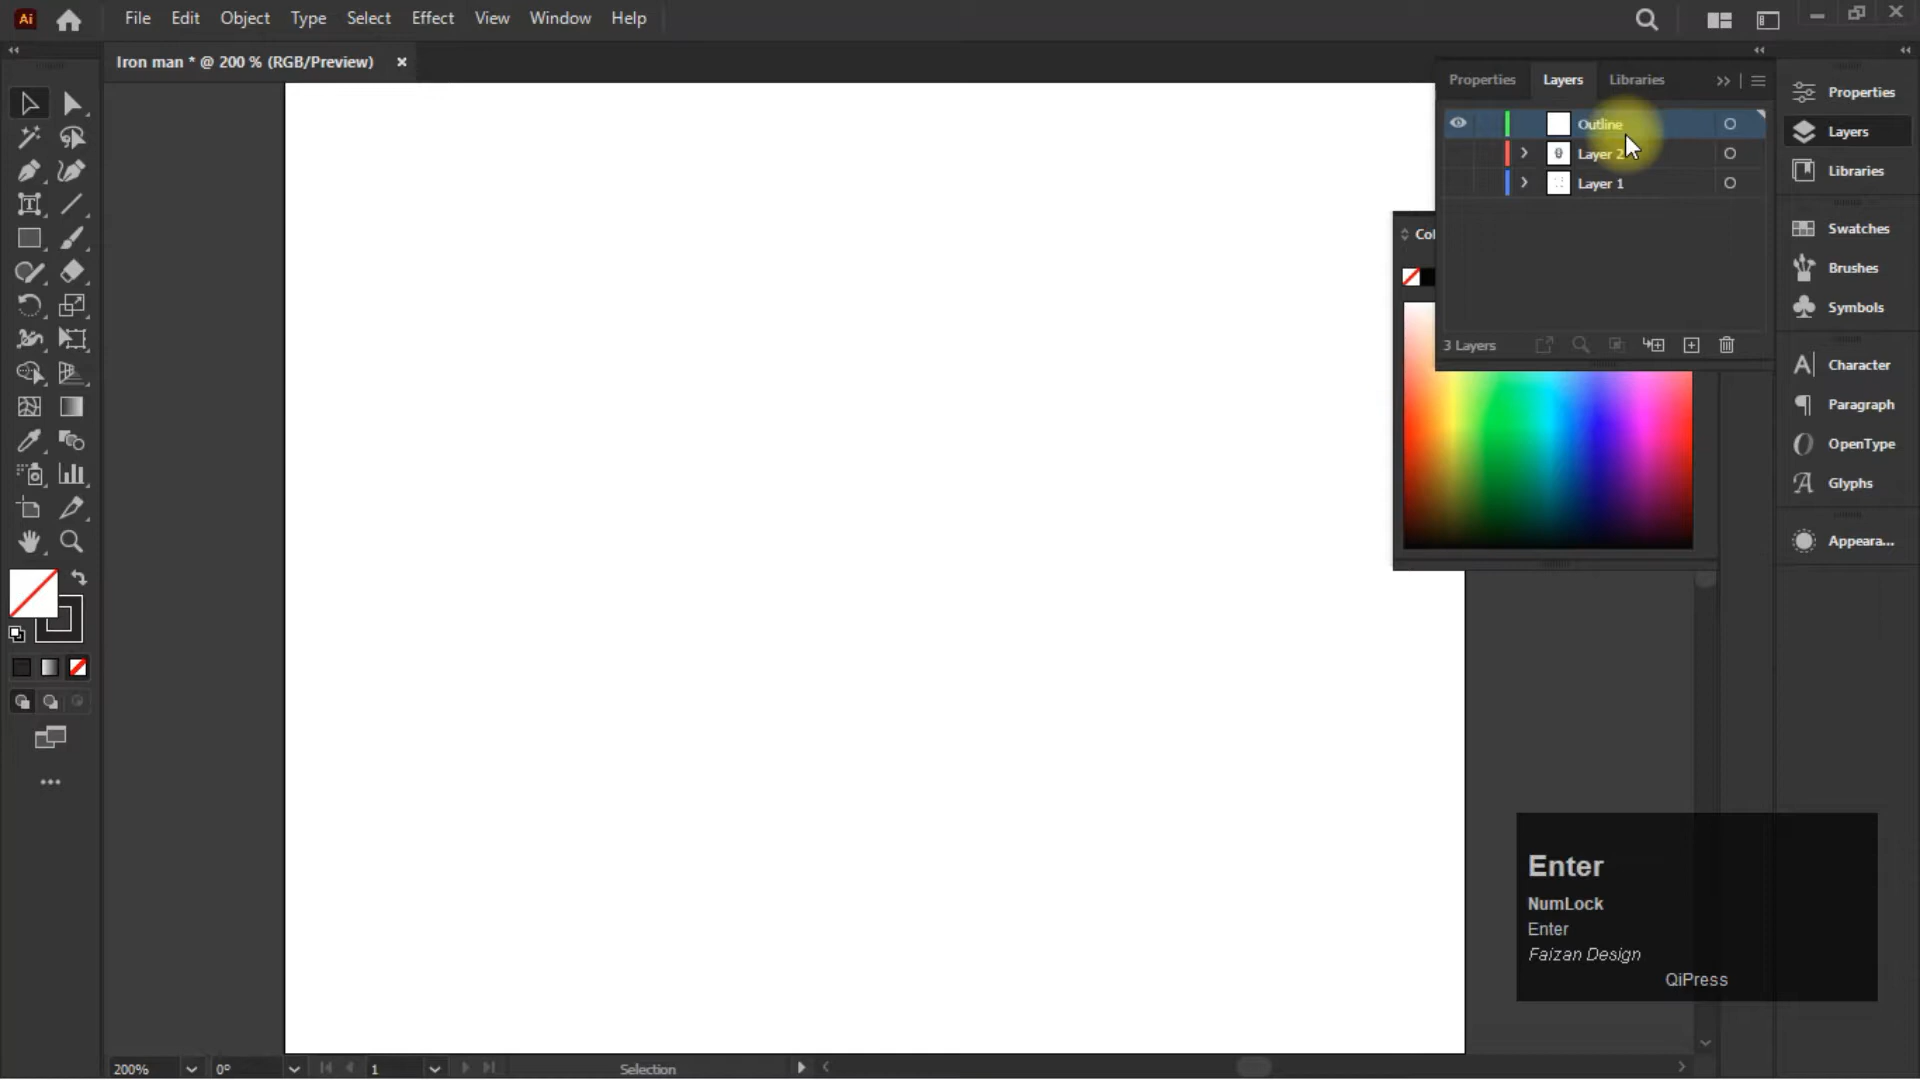 Ai File Edit Object Type Select Effect View Window Help
Iron man * @ 200 % (RGB/Preview) ×
Properties Layers Libraries
Outline
Layer 2
Layer 1
3 Layers
Col
Properties
Layers
Libraries
Swatches
Brushes
Symbols
Character
Paragraph
OpenType
Glyphs
Appeara...
Enter
NumLock
Enter
Faizan Design
QiPress
200% 0° 1 Selection